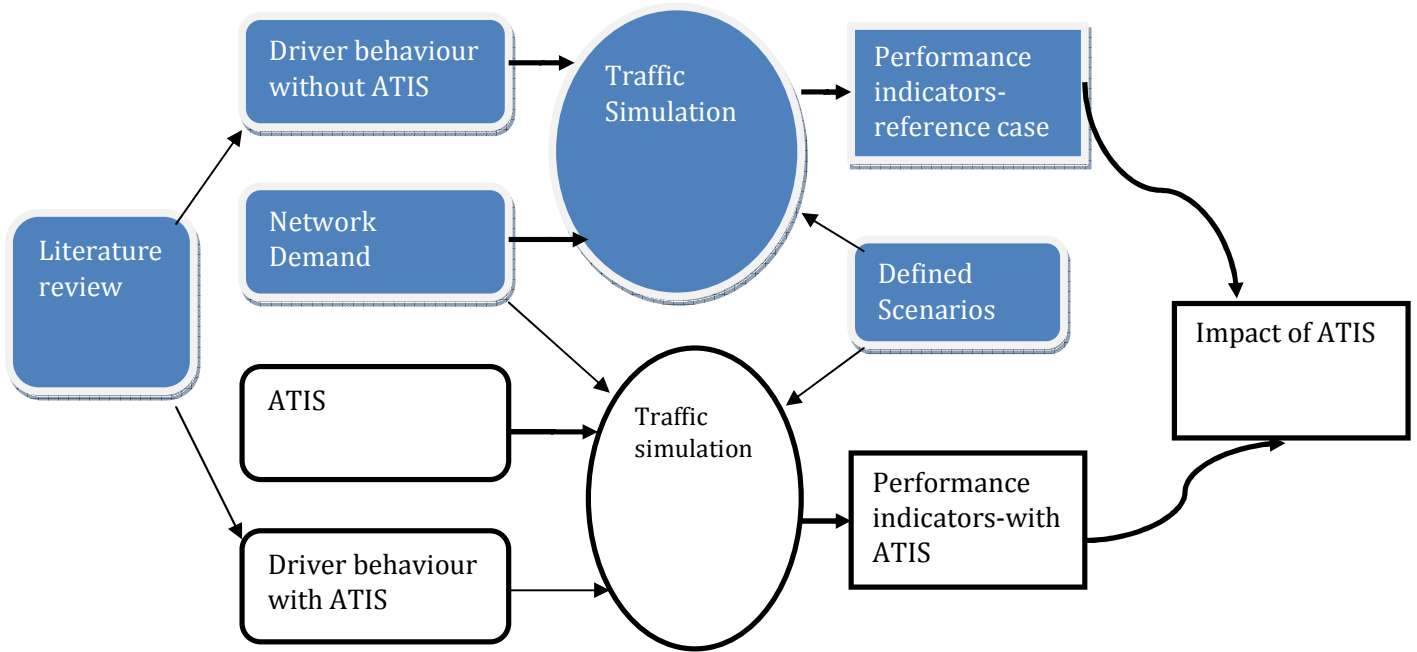 Driver behaviour
without ATIS
Traffic
Simulation
Performance
indicators-
reference case
Literature
review
Network
Demand
Defined
Scenarios
Impact of ATIS
ATIS
Traffic
simulation
Performance
indicators-with
ATIS
Driver behaviour
with ATIS